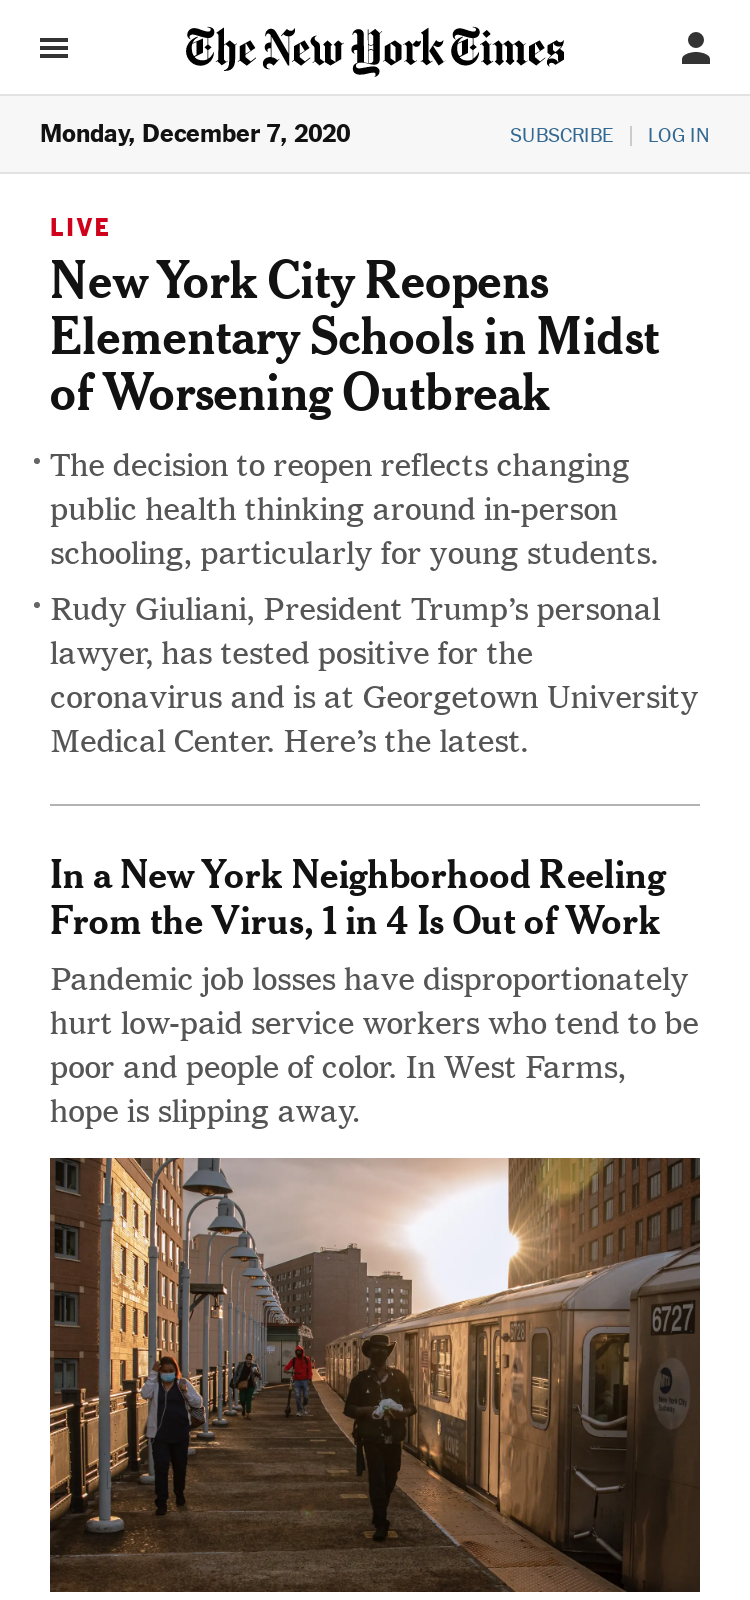 The New York Times
Monday, December 7, 2020
SUBSCRIBE | LOG IN
LIVE
New York City Reopens
Elementary Schools in Midst
of Worsening Outbreak
• The decision to reopen reflects changing
public health thinking around in-person
schooling, particularly for young students.
• Rudy Giuliani, President Trump’s personal
lawyer, has tested positive for the
coronavirus and is at Georgetown University
Medical Center. Here’s the latest.
In a New York Neighborhood Reeling
From the Virus, 1 in 4 Is Out of Work
Pandemic job losses have disproportionately
hurt low-paid service workers who tend to be
poor and people of color. In West Farms,
hope is slipping away.
6727
New York City
Subway